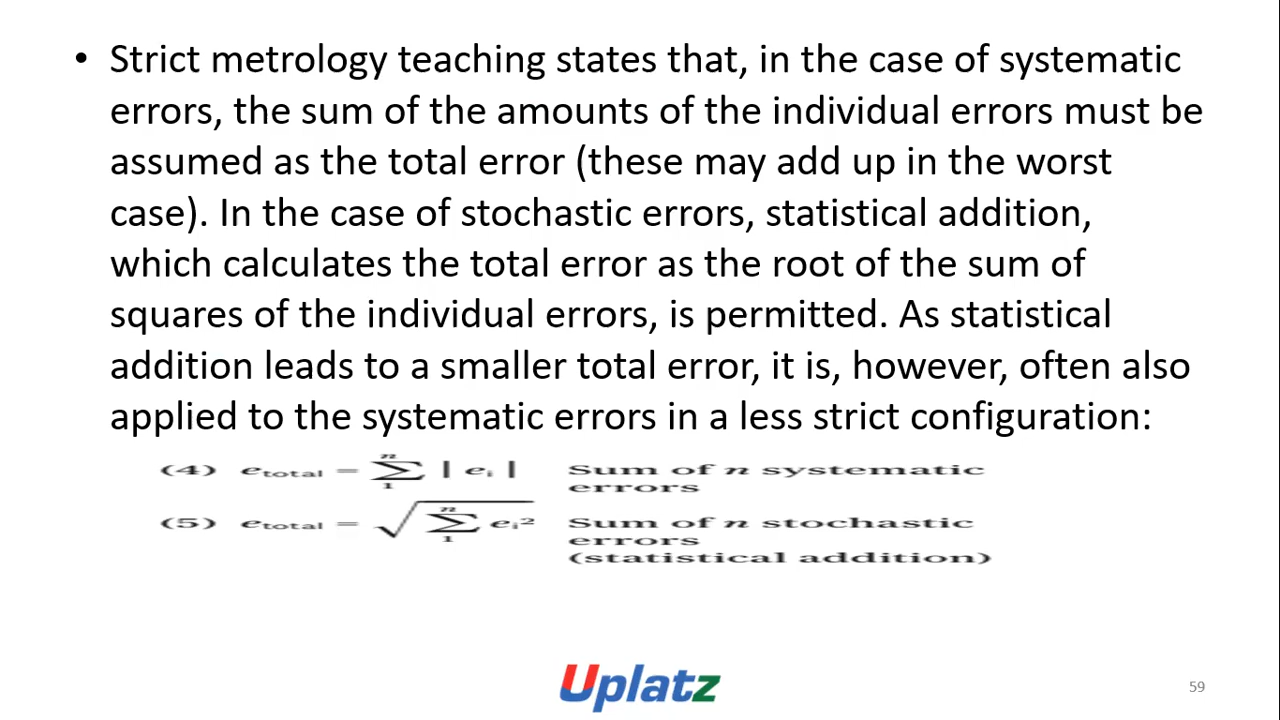 • Strict metrology teaching states that, in the case of systematic
errors, the sum of the amounts of the individual errors must be
assumed as the total error (these may add up in the worst
case). In the case of stochastic errors, statistical addition,
which calculates the total error as the root of the sum of
squares of the individual errors, is permitted. As statistical
addition leads to a smaller total error, it is, however, often also
applied to the systematic errors in a less strict configuration:
(4) e_total = ∑₁ⁿ | e_i | Sum of n systematic
errors
(5) e_total = √(∑₁ⁿ e_i²) Sum of n stochastic
errors
(statistical addition)
Uplatz
59